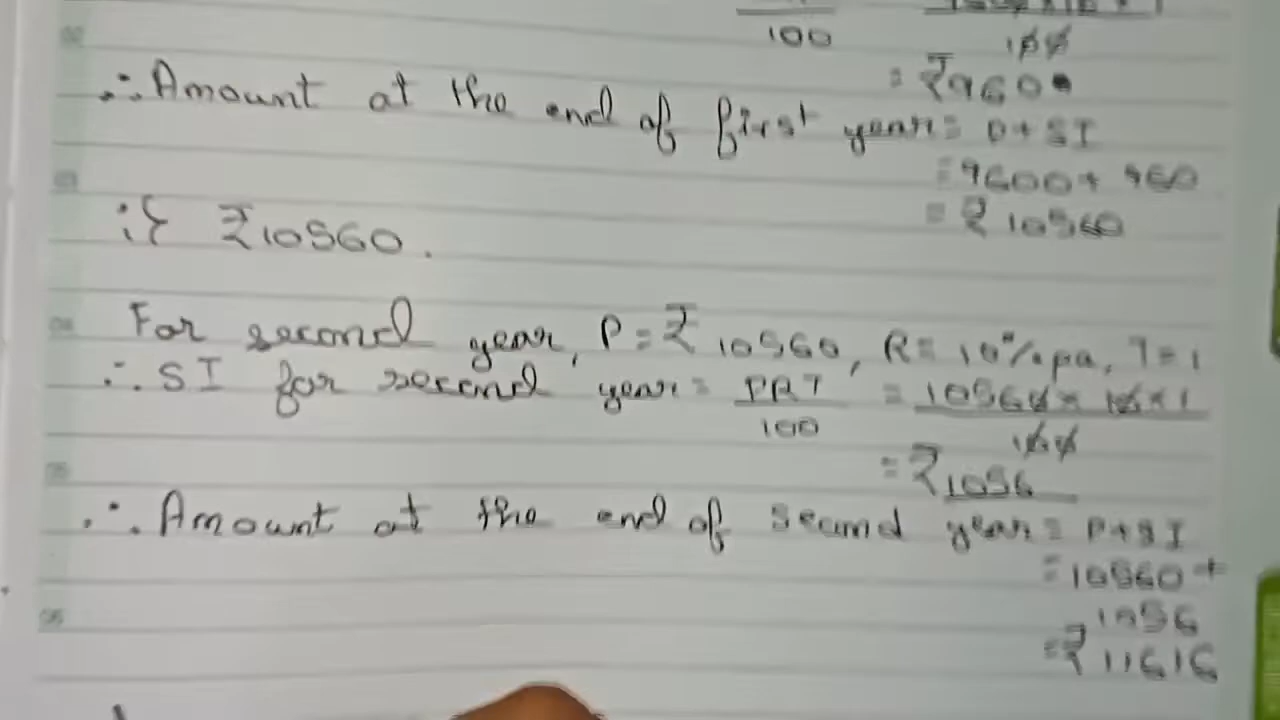 100 100
= ₹960
∴ Amount at the end of first year = P + SI
= 9600 + 960
= ₹ 10560
ii) ₹10560.
For second year, P = ₹ 10560, R = 10% pa, T = 1
∴ SI for second year = PRT / 100 = 10560 × 10 × 1 / 100
= ₹1056
∴ Amount at the end of second year = P + SI
= 10560 +
1056
= ₹ 11616